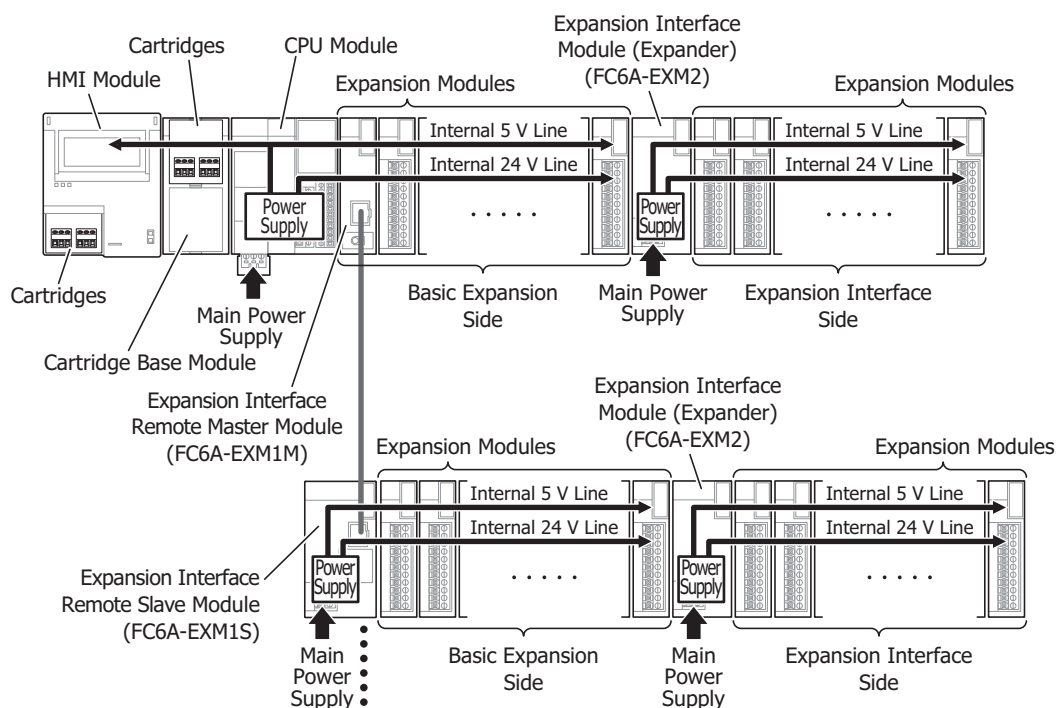 Cartridges
CPU Module
Expansion Interface
Module (Expander)
(FC6A-EXM2)
HMI Module
Expansion Modules
Expansion Modules
Internal 5 V Line
Internal 5 V Line
Internal 24 V Line
Internal 24 V Line
Power
Supply
Power
Supply
Cartridges
Main Power
Supply
Basic Expansion
Side
Main Power
Supply
Expansion Interface
Side
Cartridge Base Module
Expansion Interface
Remote Master Module
(FC6A-EXM1M)
Expansion Interface
Module (Expander)
(FC6A-EXM2)
Expansion Modules
Expansion Modules
Internal 5 V Line
Internal 5 V Line
Internal 24 V Line
Internal 24 V Line
Power
Supply
Power
Supply
Expansion Interface
Remote Slave Module
(FC6A-EXM1S)
Main
Power
Supply
Basic Expansion
Side
Main
Power
Supply
Expansion Interface
Side